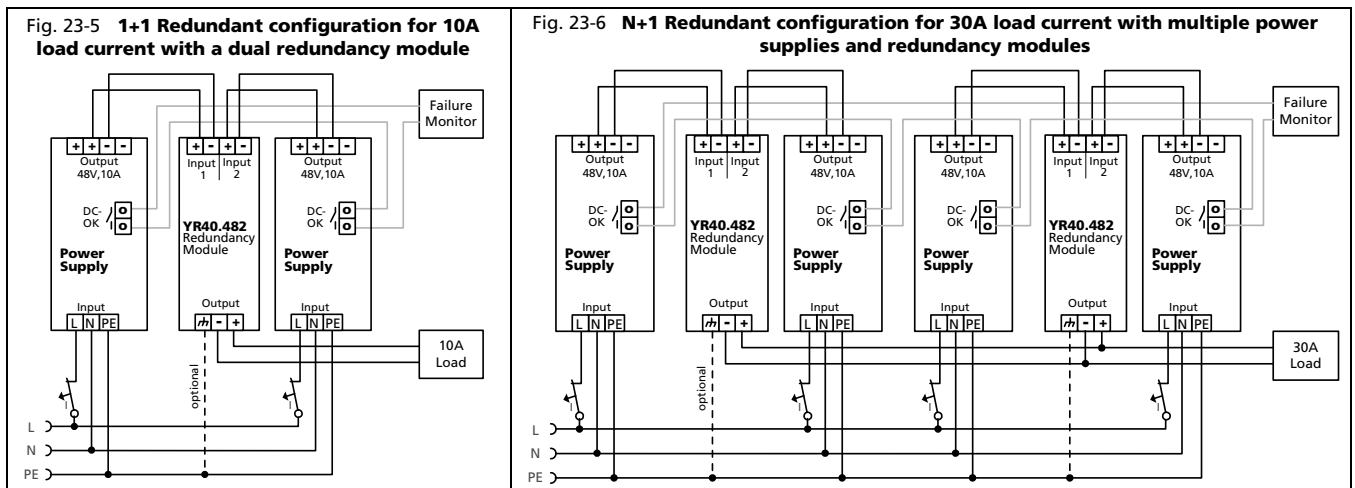 Fig. 23-5 1+1 Redundant configuration for 10A
load current with a dual redundancy module
Failure
Monitor
+ + - -
Output
48V,10A
DC-
OK
Power
Supply
Input
L N PE
+ - + -
Input Input
1 2
YR40.482
Redundancy
Module
Output
- +
+ + - -
Output
48V,10A
DC-
OK
Power
Supply
Input
L N PE
10A
Load
optional
I
I
L
N
PE
Fig. 23-6 N+1 Redundant configuration for 30A load current with multiple power
supplies and redundancy modules
Failure
Monitor
+ + - -
Output
48V,10A
DC-
OK
Power
Supply
Input
L N PE
+ - + -
Input Input
1 2
YR40.482
Redundancy
Module
Output
- +
+ + - -
Output
48V,10A
DC-
OK
Power
Supply
Input
L N PE
+ + - -
Output
48V,10A
DC-
OK
Power
Supply
Input
L N PE
+ - + -
Input Input
1 2
YR40.482
Redundancy
Module
Output
- +
+ + - -
Output
48V,10A
DC-
OK
Power
Supply
Input
L N PE
30A
Load
optional
optional
I
I
I
I
L
N
PE